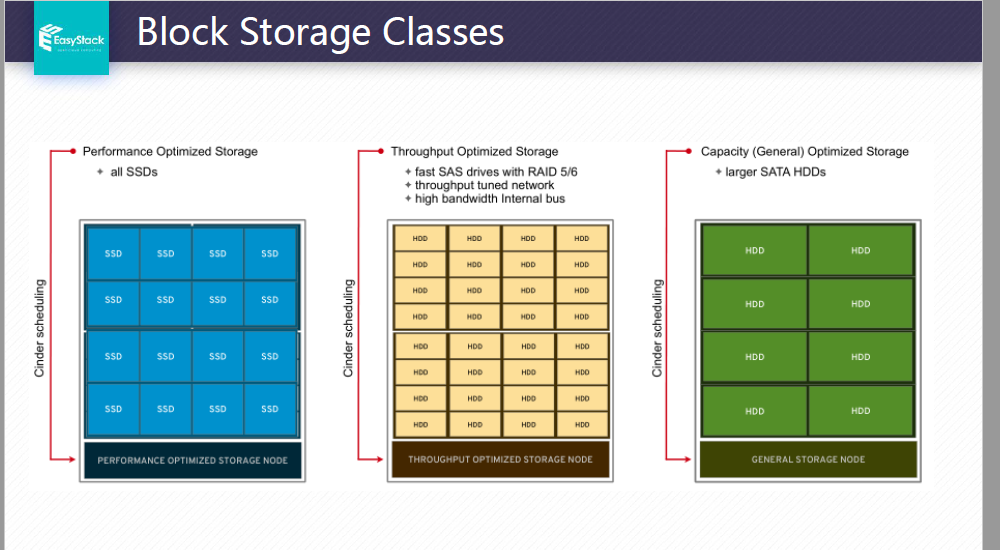 EasyStack
Block Storage Classes
Performance Optimized Storage
+ all SSDs
Cinder scheduling
SSD SSD SSD SSD
SSD SSD SSD SSD
SSD SSD SSD SSD
SSD SSD SSD SSD
PERFORMANCE OPTIMIZED STORAGE NODE
Throughput Optimized Storage
+ fast SAS drives with RAID 5/6
+ throughput tuned network
+ high bandwidth Internal bus
Cinder scheduling
HDD HDD HDD HDD
HDD HDD HDD HDD
HDD HDD HDD HDD
HDD HDD HDD HDD
HDD HDD HDD HDD
HDD HDD HDD HDD
HDD HDD HDD HDD
HDD HDD HDD HDD
THROUGHPUT OPTIMIZED STORAGE NODE
Capacity (General) Optimized Storage
+ larger SATA HDDs
Cinder scheduling
HDD HDD
HDD HDD
HDD HDD
HDD HDD
GENERAL STORAGE NODE